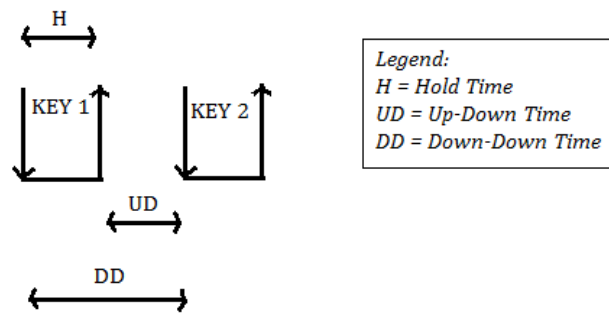 H
KEY 1
KEY 2
UD
DD
Legend:
H = Hold Time
UD = Up-Down Time
DD = Down-Down Time